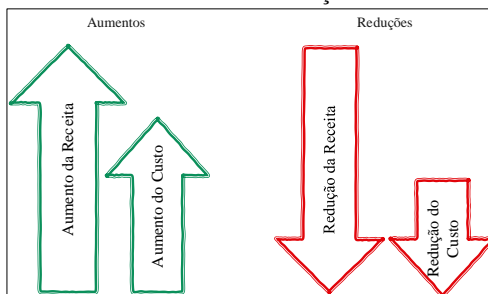 Aumentos
Reduções
Aumento da Receita
Aumento do Custo
Redução da Receita
Redução do
Custo